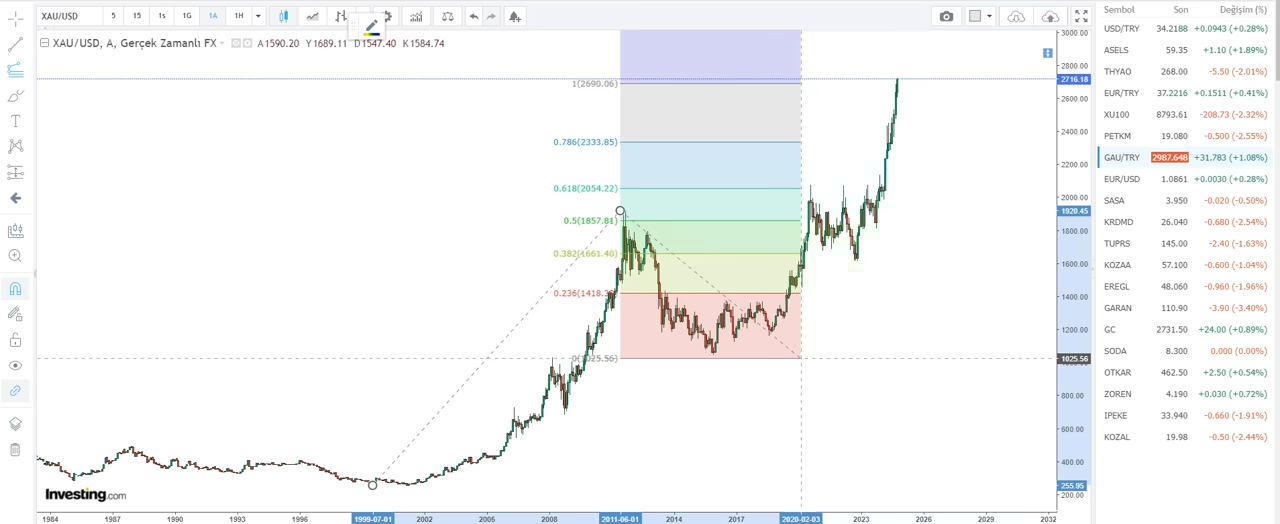 XAU/USD 5 15 1s 1G 1A 1H
XAU/USD, A, Gerçek Zamanlı FX A1590.20 Y1689.11 D1547.40 K1584.74
1(2690.06)
0.786(2333.85)
0.618(2054.22)
0.5(1857.81)
0.382(1661.40)
0.236(1418.
0(1025.56)
3000.00
2800.00
2716.18
2600.00
2400.00
2200.00
2000.00
1920.45
1800.00
1600.00
1400.00
1200.00
1025.56
800.00
600.00
400.00
255.95
200.00
Investing.com
1984 1987 1990 1993 1996 1999-07-01 2002 2005 2008 2011-06-01 2014 2017 2020-02-03 2023 2026 2029 2032
Sembol Son Değişim (%)
USD/TRY 34.2188 +0.0943 (+0.28%)
ASELS 59.35 +1.10 (+1.89%)
THYAO 268.00 -5.50 (-2.01%)
EUR/TRY 37.2216 +0.1511 (+0.41%)
XU100 8793.61 -208.73 (-2.32%)
PETKM 19.080 -0.500 (-2.55%)
GAU/TRY 2987.648 +31.783 (+1.08%)
EUR/USD 1.0861 +0.0030 (+0.28%)
SASA 3.950 -0.020 (-0.50%)
KRDMD 26.040 -0.680 (-2.54%)
TUPRS 145.00 -2.40 (-1.63%)
KOZAA 57.100 -0.600 (-1.04%)
EREGL 48.060 -0.960 (-1.96%)
GARAN 110.90 -3.90 (-3.40%)
GC 2731.50 +24.00 (+0.89%)
SODA 8.300 0.000 (0.00%)
OTKAR 462.50 +2.50 (+0.54%)
ZOREN 4.190 +0.030 (+0.72%)
IPEKE 33.940 -0.660 (-1.91%)
KOZAL 19.98 -0.50 (-2.44%)